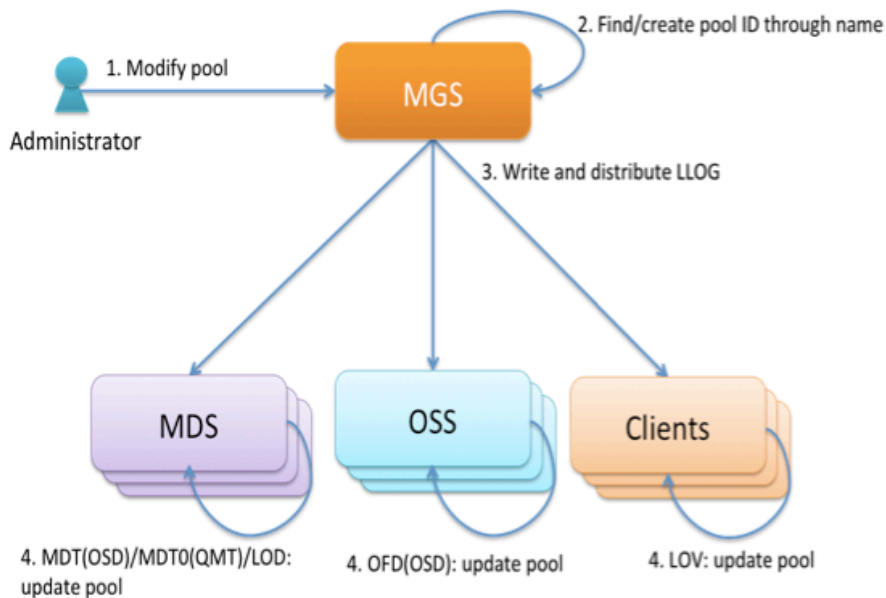 2. Find/create pool ID through name
1. Modify pool
MGS
Administrator
3. Write and distribute LLOG
MDS
OSS
Clients
4. MDT(OSD)/MDT0(QMT)/LOD:
update pool
4. OFD(OSD): update pool
4. LOV: update pool